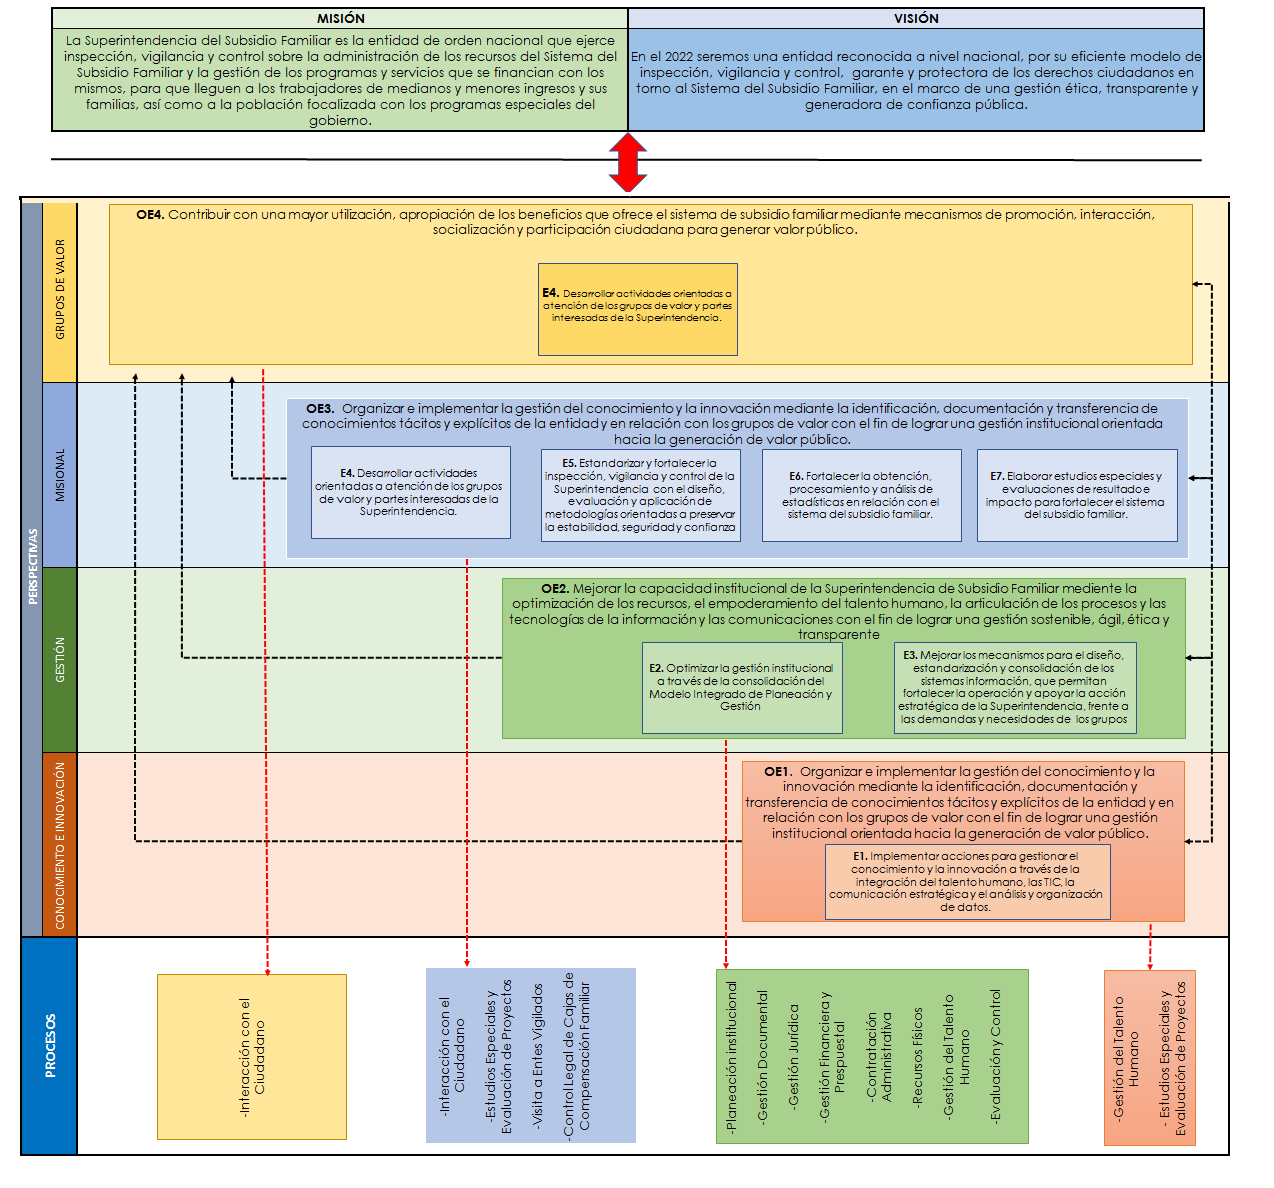 MISIÓN
La Superintendencia del Subsidio Familiar es la entidad de orden nacional que ejerce
inspección, vigilancia y control sobre la administración de los recursos del Sistema del
Subsidio Familiar y la gestión de los programas y servicios que se financian con los
mismos, para que lleguen a los trabajadores de medianos y menores ingresos y sus
familias, así como a la población focalizada con los programas especiales del
gobierno.
VISIÓN
En el 2022 seremos una entidad reconocida a nivel nacional, por su eficiente modelo de
inspección, vigilancia y control, garante y protectora de los derechos ciudadanos en
torno al Sistema del Subsidio Familiar, en el marco de una gestión ética, transparente y
generadora de confianza pública.
PERSPECTIVAS
GRUPOS DE VALOR
OE4. Contribuir con una mayor utilización, apropiación de los beneficios que ofrece el sistema de subsidio familiar mediante mecanismos de promoción, interacción,
socialización y participación ciudadana para generar valor público.
E4. Desarrollar actividades orientadas a
atención de los grupos de valor y partes
interesadas de la Superintendencia.
MISIONAL
OE3. Organizar e implementar la gestión del conocimiento y la innovación mediante la identificación, documentación y transferencia de
conocimientos tácitos y explícitos de la entidad y en relación con los grupos de valor con el fin de lograr una gestión institucional orientada
hacia la generación de valor público.
E4. Desarrollar actividades
orientadas a atención de los grupos
de valor y partes interesadas de la
Superintendencia.
E5. Estandarizar y fortalecer la
inspección, vigilancia y control de la
Superintendencia con el diseño,
evaluación y aplicación de
metodologías orientadas a preservar
la estabilidad, seguridad y confianza
E6. Fortalecer la obtención,
procesamiento y análisis de
estadísticas en relación con el
sistema del subsidio familiar.
E7. Elaborar estudios especiales y
evaluaciones de resultado e
impacto para fortalecer el sistema
del subsidio familiar.
GESTIÓN
OE2. Mejorar la capacidad institucional de la Superintendencia de Subsidio Familiar mediante la
optimización de los recursos, el empoderamiento del talento humano, la articulación de los procesos y las
tecnologías de la información y las comunicaciones con el fin de lograr una gestión sostenible, ágil, ética y
transparente
E2. Optimizar la gestión institucional
a través de la consolidación del
Modelo Integrado de Planeación y
Gestión
E3. Mejorar los mecanismos para el diseño,
estandarización y consolidación de los
sistemas información, que permitan
fortalecer la operación y apoyar la acción
estratégica de la Superintendencia, frente a
las demandas y necesidades de los grupos
CONOCIMIENTO E INNOVACIÓN
OE1. Organizar e implementar la gestión del conocimiento y la
innovación mediante la identificación, documentación y
transferencia de conocimientos tácitos y explícitos de la entidad y en
relación con los grupos de valor con el fin de lograr una gestión
institucional orientada hacia la generación de valor público.
E1. Implementar acciones para gestionar el
conocimiento y la innovación a través de la
integración del talento humano, las TIC, la
comunicación estratégica y el análisis y organización
de datos.
PROCESOS
-Interacción con el
Ciudadano
-Interacción con el
Ciudadano
-Estudios Especiales y
Evaluación de Proyectos
-Visita a Entes Vigilados
-Control Legal de Cajas de
Compensación Familiar
-Planeación institucional
-Gestión Documental
-Gestión Jurídica
-Gestión Financiera y
Prespuestal
-Contratación
Administrativa
-Recursos Físicos
-Gestión del Talento
Humano
-Evaluación y Control
-Gestión del Talento
Humano
- Estudios Especiales y
Evaluación de Proyectos